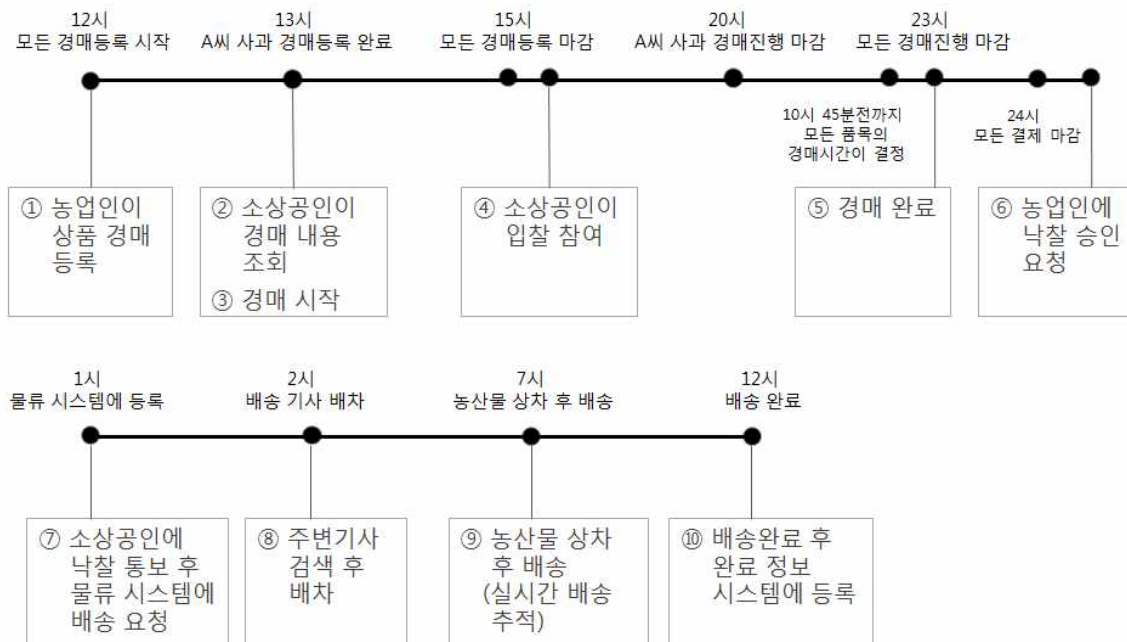 12시
모든 경매등록 시작
13시
A씨 사과 경매등록 완료
15시
모든 경매등록 마감
20시
A씨 사과 경매진행 마감
23시
모든 경매진행 마감
10시 45분전까지
모든 품목의
경매시간이 결정
24시
모든 결제 마감
① 농업인이
상품 경매
등록
② 소상공인이
경매 내용
조회
③ 경매 시작
④ 소상공인이
입찰 참여
⑤ 경매 완료
⑥ 농업인에
낙찰 승인
요청
1시
물류 시스템에 등록
2시
배송 기사 배차
7시
농산물 상차 후 배송
12시
배송 완료
⑦ 소상공인에
낙찰 통보 후
물류 시스템에
배송 요청
⑧ 주변기사
검색 후
배차
⑨ 농산물 상차
후 배송
(실시간 배송
추적)
⑩ 배송완료 후
완료 정보
시스템에 등록